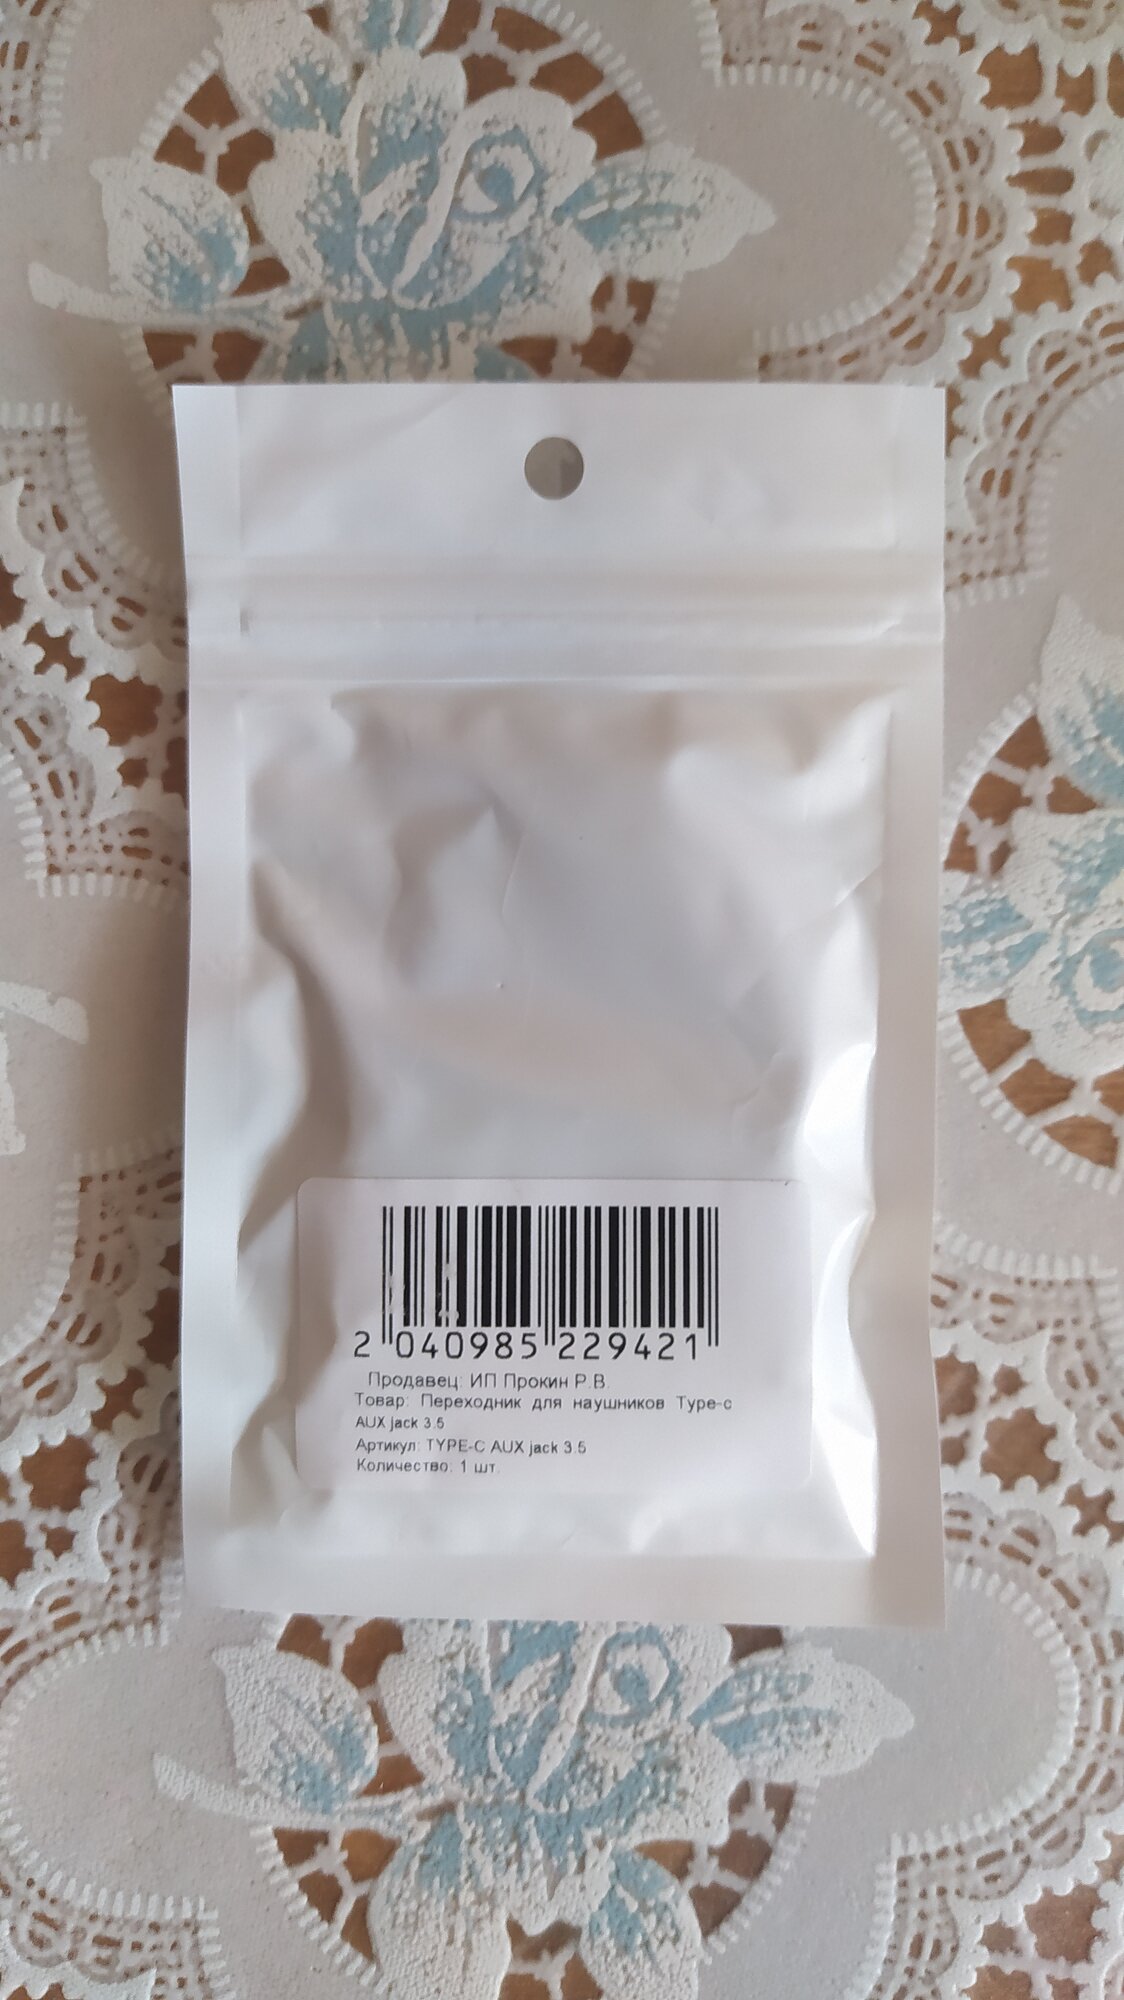 2 040985 229421
Продавец: ИП Прокин Р.В.
Товар: Переходник для наушников Type-c
AUX jack 3.5
Артикул: TYPE-C AUX jack 3.5
Количество: 1 шт.